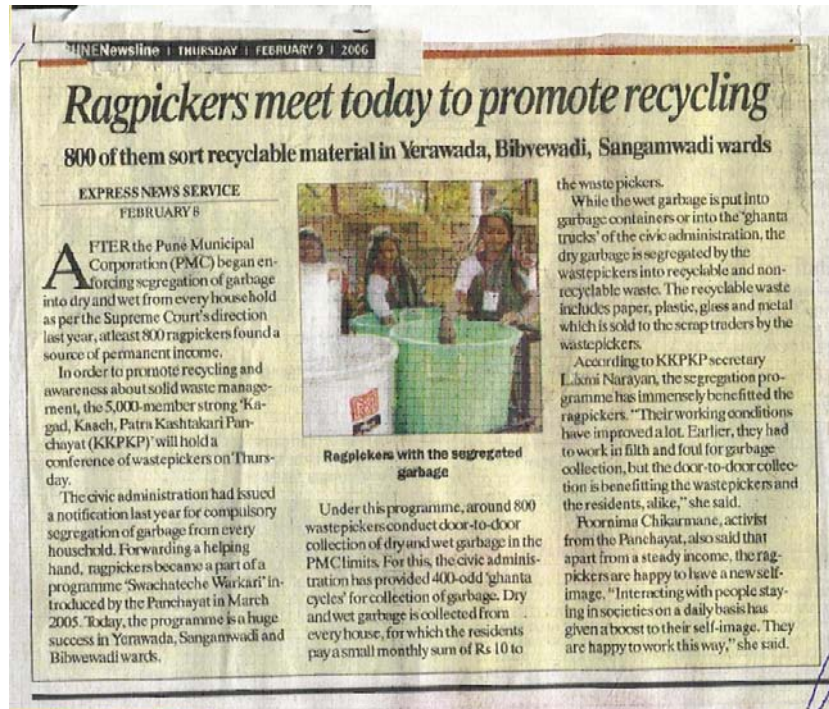 PUNENewsline | THURSDAY | FEBRUARY 9 | 2006
Ragpickers meet today to promote recycling
800 of them sort recyclable material in Yerawada, Bibvewadi, Sangamwadi wards
EXPRESS NEWS SERVICE
FEBRUARY 8
AFTER the Pune Municipal
Corporation (PMC) began en-
forcing segregation of garbage
into dry and wet from every household
as per the Supreme Court's direction
last year, atleast 800 ragpickers found a
source of permanent income.
In order to promote recycling and
awareness about solid waste manage-
ment, the 5,000-member strong 'Ka-
gad, Kaach, Patra Kashtakari Pan-
chayat (KKPKP)' will hold a
conference of wastepickers on Thurs-
day.
The civic administration had issued
a notification last year for compulsory
segregation of garbage from every
household. Forwarding a helping
hand, ragpickers became a part of a
programme 'Swachateche Warkari' in-
troduced by the Panchayat in March
2005. Today, the programme is a huge
success in Yerawada, Sangamwadi and
Bibwewadi wards.
Ragpickers with the segregated
garbage
Under this programme, around 800
wastepickers conduct door-to-door
collection of dry and wet garbage in the
PMC limits. For this, the civic adminis-
tration has provided 400-odd 'ghanta
cycles' for collection of garbage. Dry
and wet garbage is collected from
every house, for which the residents
pay a small monthly sum of Rs 10 to
the waste pickers.
While the wet garbage is put into
garbage containers or into the 'ghanta
trucks' of the civic administration, the
dry garbage is segregated by the
wastepickers into recyclable and non-
recyclable waste. The recyclable waste
includes paper, plastic, glass and metal
which is sold to the scrap traders by the
wastepickers.
According to KKPKP secretary
Laxmi Narayan, the segregation pro-
gramme has immensely benefitted the
ragpickers. "Their working conditions
have improved a lot. Earlier, they had
to work in filth and foul for garbage
collection, but the door-to-door collec-
tion is benefitting the wastepickers and
the residents, alike," she said.
Poornima Chikarmane, activist
from the Panchayat, also said that
apart from a steady income, the rag-
pickers are happy to have a new self-
image. "Interacting with people stay-
ing in societies on a daily basis has
given a boost to their self-image. They
are happy to work this way," she said.